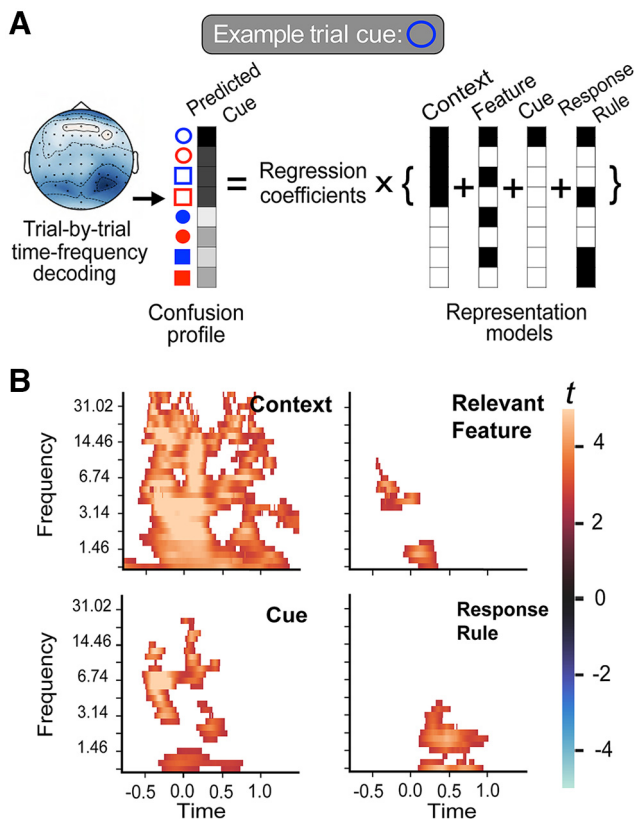 A
Example trial cue:
Predicted
Cue
Context
Feature
Cue
Response
Rule
= Regression
coefficients
x { + + + }
Trial-by-trial
time-frequency
decoding
Confusion
profile
Representation
models
B
Context
Relevant
Feature
t
Frequency
31.02
14.46
6.74
3.14
1.46
4
2
0
-2
-4
Cue
Response
Rule
Frequency
31.02
14.46
6.74
3.14
1.46
-0.5 0.0 0.5 1.0
Time
-0.5 0.0 0.5 1.0
Time